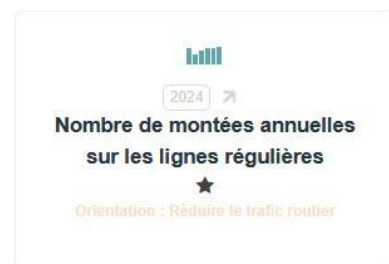 2024
Nombre de montées annuelles
sur les lignes régulières
Orientation : Réduire le trafic routier